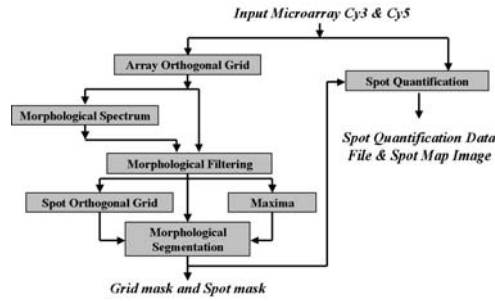 Input Microarray Cy3 & Cy5
Array Orthogonal Grid
Spot Quantification
Morphological Spectrum
Spot Quantification Data
File & Spot Map Image
Morphological Filtering
Spot Orthogonal Grid
Maxima
Morphological
Segmentation
Grid mask and Spot mask